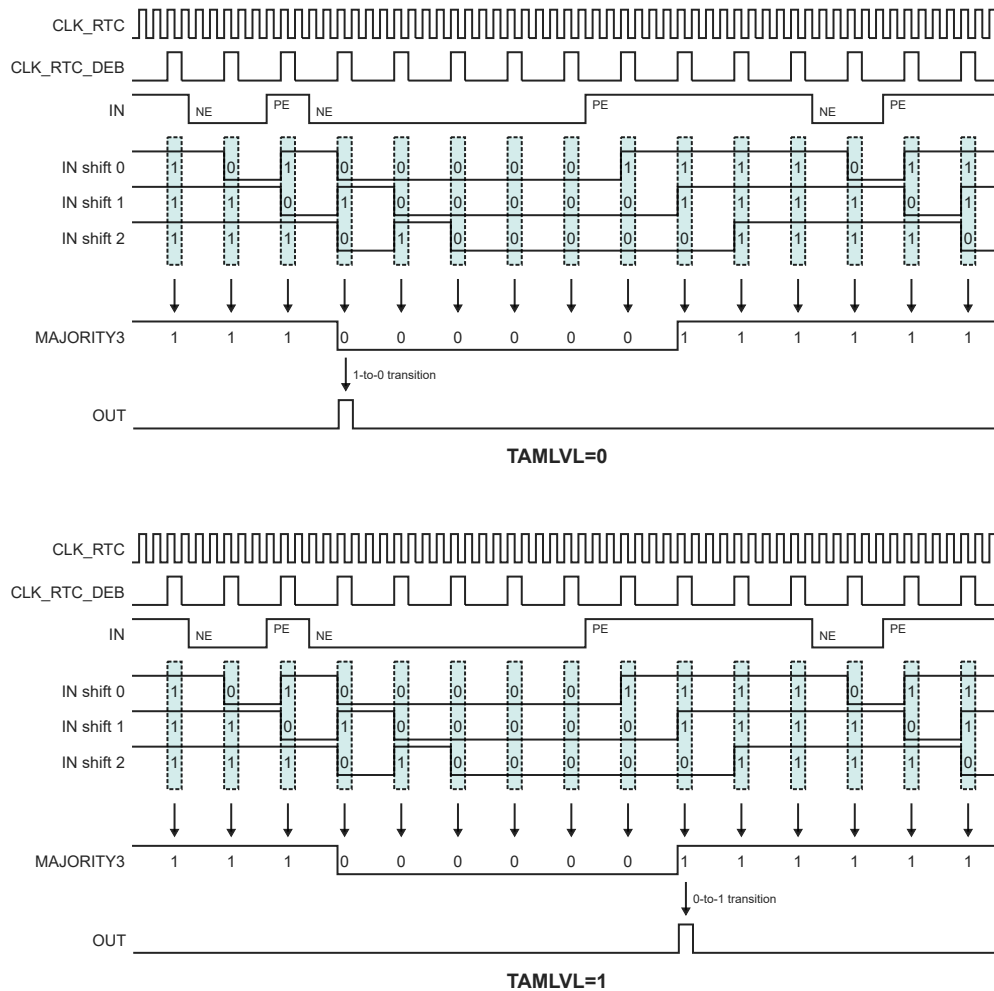 CLK_RTC
CLK_RTC_DEB
IN NE PE NE PE NE PE
IN shift 0 1 0 1 0 0 0 0 0 1 1 1 1 0 1 1
IN shift 1 1 1 0 1 0 0 0 0 0 1 1 1 1 0 1
IN shift 2 1 1 1 0 1 0 0 0 0 0 1 1 1 1 0
MAJORITY3 1 1 1 0 0 0 0 0 0 1 1 1 1 1 1
1-to-0 transition
OUT
TAMLVL=0
CLK_RTC
CLK_RTC_DEB
IN NE PE NE PE NE PE
IN shift 0 1 0 1 0 0 0 0 0 1 1 1 1 0 1 1
IN shift 1 1 1 0 1 0 0 0 0 0 1 1 1 1 0 1
IN shift 2 1 1 1 0 1 0 0 0 0 0 1 1 1 1 0
MAJORITY3 1 1 1 0 0 0 0 0 0 1 1 1 1 1 1
0-to-1 transition
OUT
TAMLVL=1